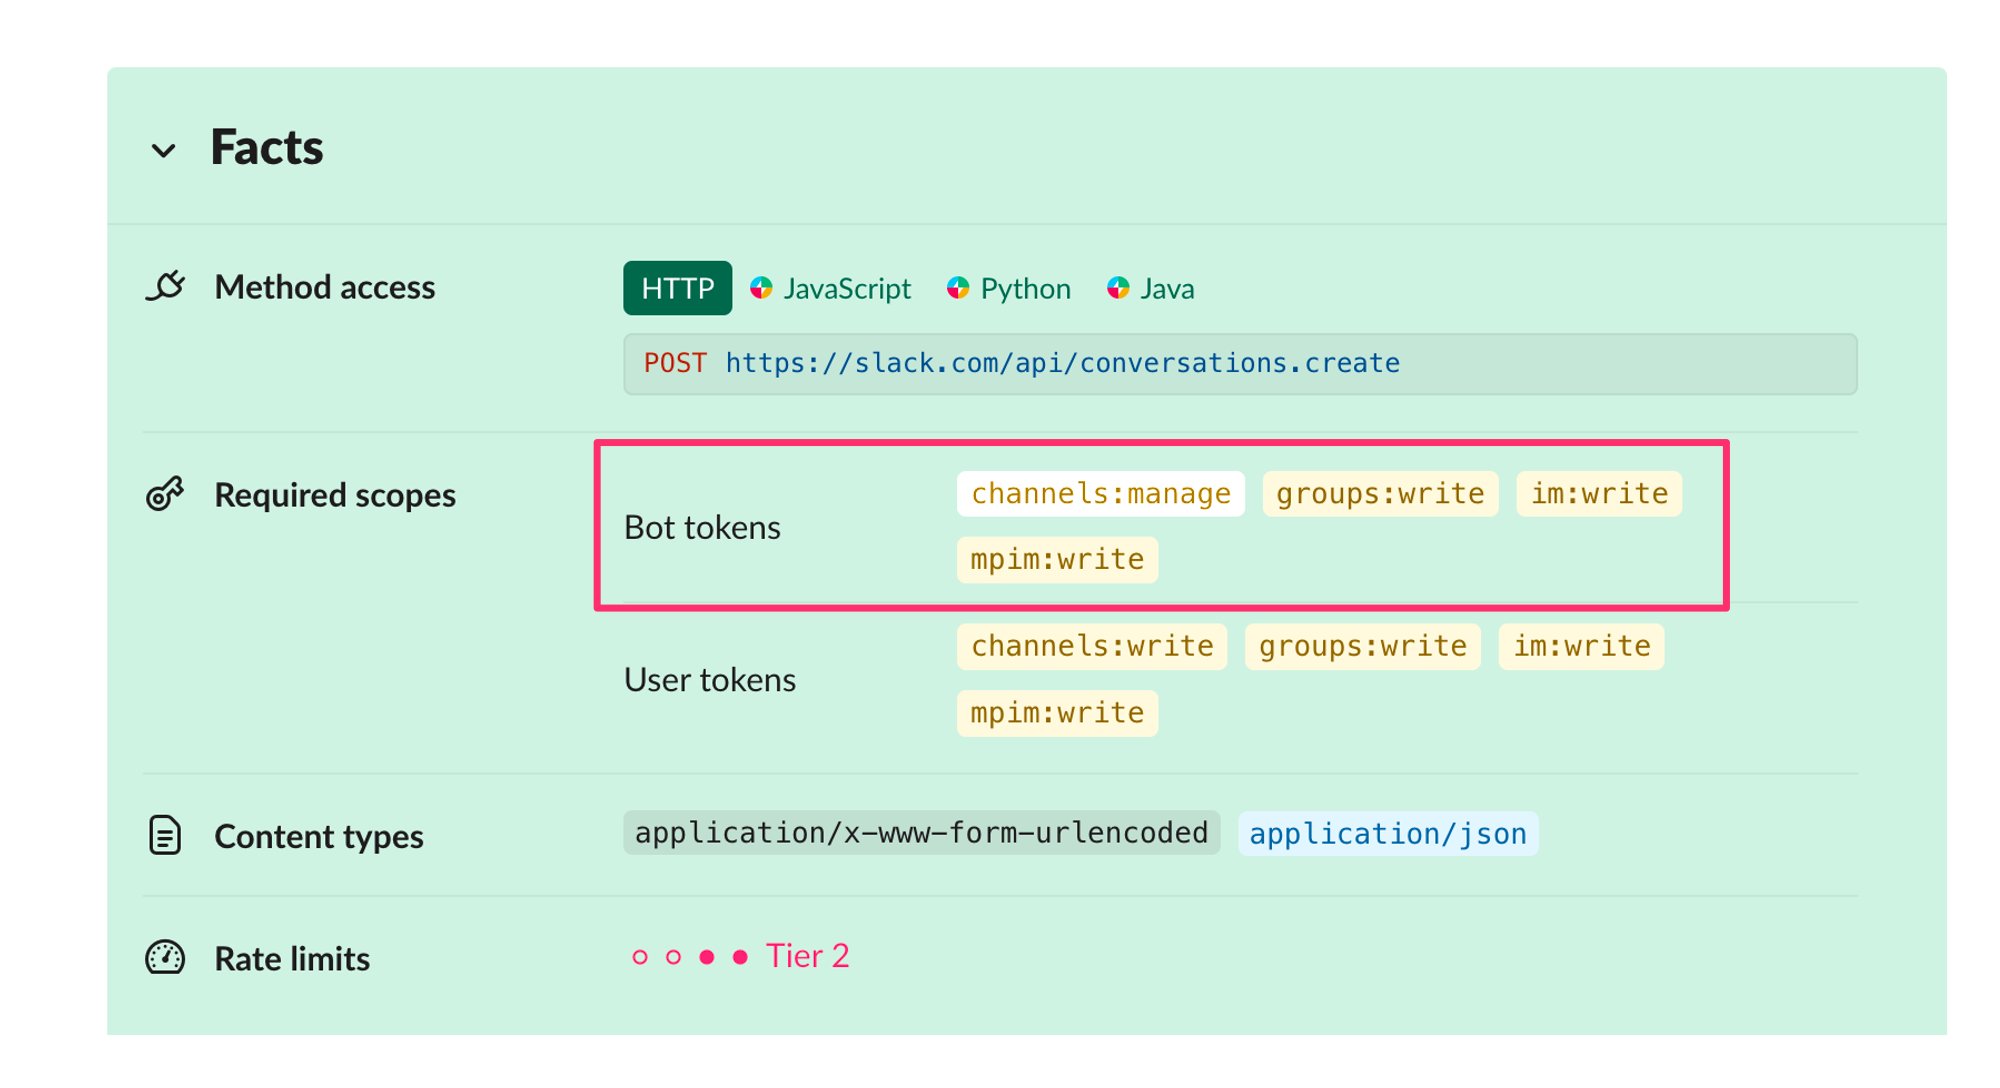 Facts
Method access
HTTP JavaScript Python Java
POST https://slack.com/api/conversations.create
Required scopes
Bot tokens
channels:manage groups:write im:write
mpim:write
User tokens
channels:write groups:write im:write
mpim:write
Content types
application/x-www-form-urlencoded application/json
Rate limits
Tier 2